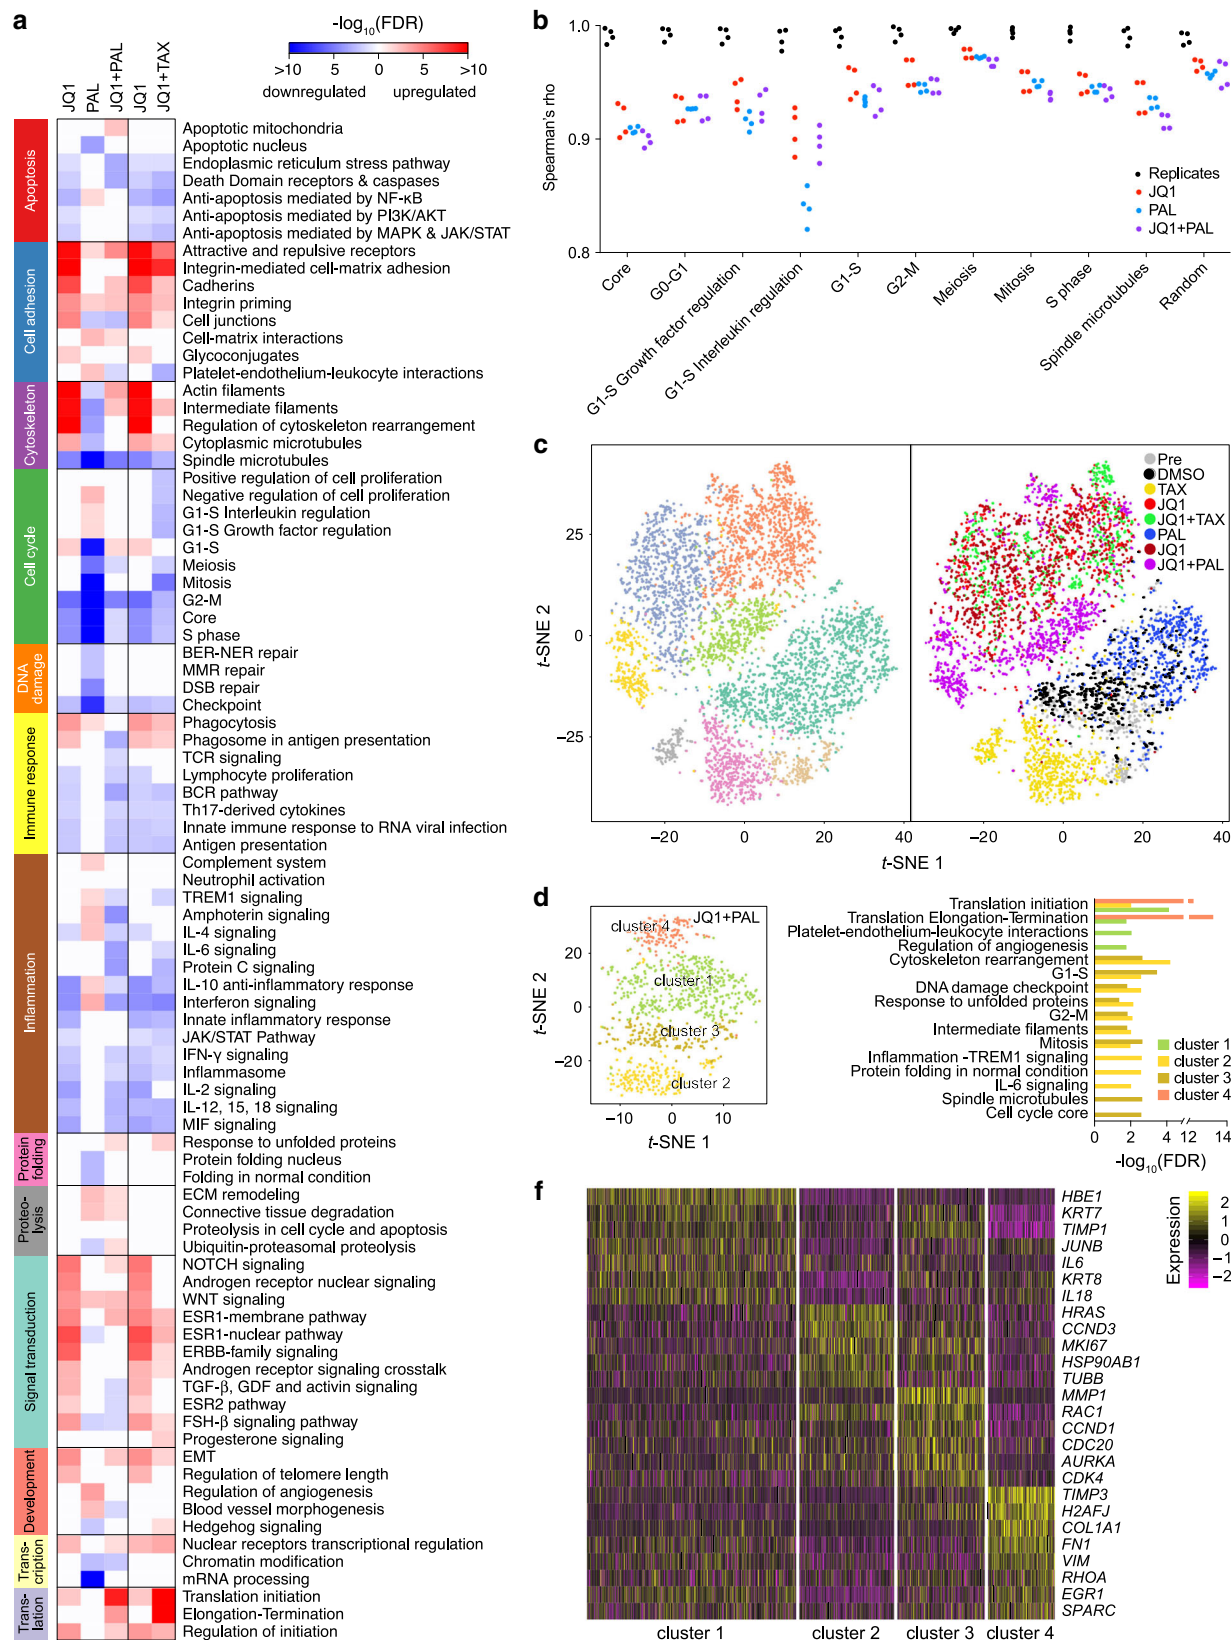 a
-log10(FDR)
>10 5 0 5 >10
downregulated upregulated
JQ1
PAL
JQ1+PAL
JQ1
JQ1+TAX
Apoptosis
Apoptotic mitochondria
Apoptotic nucleus
Endoplasmic reticulum stress pathway
Death Domain receptors & caspases
Anti-apoptosis mediated by NF-κB
Anti-apoptosis mediated by PI3K/AKT
Anti-apoptosis mediated by MAPK & JAK/STAT
Cell adhesion
Attractive and repulsive receptors
Integrin-mediated cell-matrix adhesion
Cadherins
Integrin priming
Cell junctions
Cell-matrix interactions
Glycoconjugates
Platelet-endothelium-leukocyte interactions
Cytoskeleton
Actin filaments
Intermediate filaments
Regulation of cytoskeleton rearrangement
Cytoplasmic microtubules
Spindle microtubules
Cell cycle
Positive regulation of cell proliferation
Negative regulation of cell proliferation
G1-S Interleukin regulation
G1-S Growth factor regulation
G1-S
Meiosis
Mitosis
G2-M
Core
S phase
DNA damage
BER-NER repair
MMR repair
DSB repair
Checkpoint
Immune response
Phagocytosis
Phagosome in antigen presentation
TCR signaling
Lymphocyte proliferation
BCR pathway
Th17-derived cytokines
Innate immune response to RNA viral infection
Antigen presentation
Inflammation
Complement system
Neutrophil activation
TREM1 signaling
Amphoterin signaling
IL-4 signaling
IL-6 signaling
Protein C signaling
IL-10 anti-inflammatory response
Interferon signaling
Innate inflammatory response
JAK/STAT Pathway
IFN-γ signaling
Inflammasome
IL-2 signaling
IL-12, 15, 18 signaling
MIF signaling
Protein folding
Response to unfolded proteins
Protein folding nucleus
Folding in normal condition
Proteo-lysis
ECM remodeling
Connective tissue degradation
Proteolysis in cell cycle and apoptosis
Ubiquitin-proteasomal proteolysis
Signal transduction
NOTCH signaling
Androgen receptor nuclear signaling
WNT signaling
ESR1-membrane pathway
ESR1-nuclear pathway
ERBB-family signaling
Androgen receptor signaling crosstalk
TGF-β, GDF and activin signaling
ESR2 pathway
FSH-β signaling pathway
Progesterone signaling
Development
EMT
Regulation of telomere length
Regulation of angiogenesis
Blood vessel morphogenesis
Hedgehog signaling
Trans-cription
Nuclear receptors transcriptional regulation
Chromatin modification
mRNA processing
Trans-lation
Translation initiation
Elongation-Termination
Regulation of initiation
b
Spearman's rho
1.0
0.9
0.8
Replicates
JQ1
PAL
JQ1+PAL
Core
G0-G1
G1-S Growth factor regulation
G1-S Interleukin regulation
G1-S
G2-M
Meiosis
Mitosis
S phase
Spindle microtubules
Random
c
t-SNE 2
25
0
−25
Pre
DMSO
TAX
JQ1
JQ1+TAX
PAL
JQ1
JQ1+PAL
−20 0 20 40 −20 0 20 40
t-SNE 1
d
JQ1+PAL
cluster 4
cluster 1
cluster 3
cluster 2
t-SNE 2
20
0
−20
−10 0 10
t-SNE 1
Translation initiation
Translation Elongation-Termination
Platelet-endothelium-leukocyte interactions
Regulation of angiogenesis
Cytoskeleton rearrangement
G1-S
DNA damage checkpoint
Response to unfolded proteins
G2-M
Intermediate filaments
Mitosis
Inflammation -TREM1 signaling
Protein folding in normal condition
IL-6 signaling
Spindle microtubules
Cell cycle core
cluster 1
cluster 2
cluster 3
cluster 4
0 2 4 12 14
-log10(FDR)
f
HBE1
KRT7
TIMP1
JUNB
IL6
KRT8
IL18
HRAS
CCND3
MKI67
HSP90AB1
TUBB
MMP1
RAC1
CCND1
CDC20
AURKA
CDK4
TIMP3
H2AFJ
COL1A1
FN1
VIM
RHOA
EGR1
SPARC
cluster 1 cluster 2 cluster 3 cluster 4
Expression
2
1
0
−1
−2